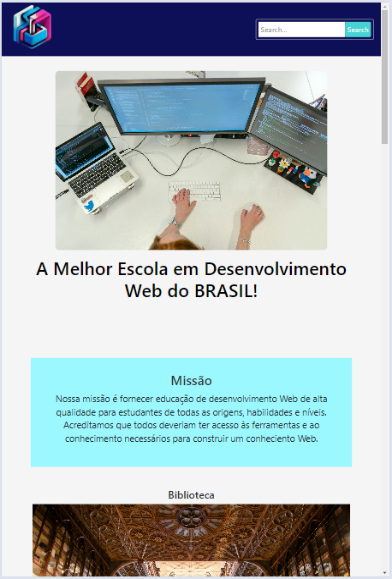 Search... Search
A Melhor Escola em Desenvolvimento
Web do BRASIL!
Missão
Nossa missão é fornecer educação de desenvolvimento Web de alta
qualidade para estudantes de todas as origens, habilidades e níveis.
Acreditamos que todos deveriam ter acesso às ferramentas e ao
conhecimento necessários para construir um conheciento Web.
Biblioteca